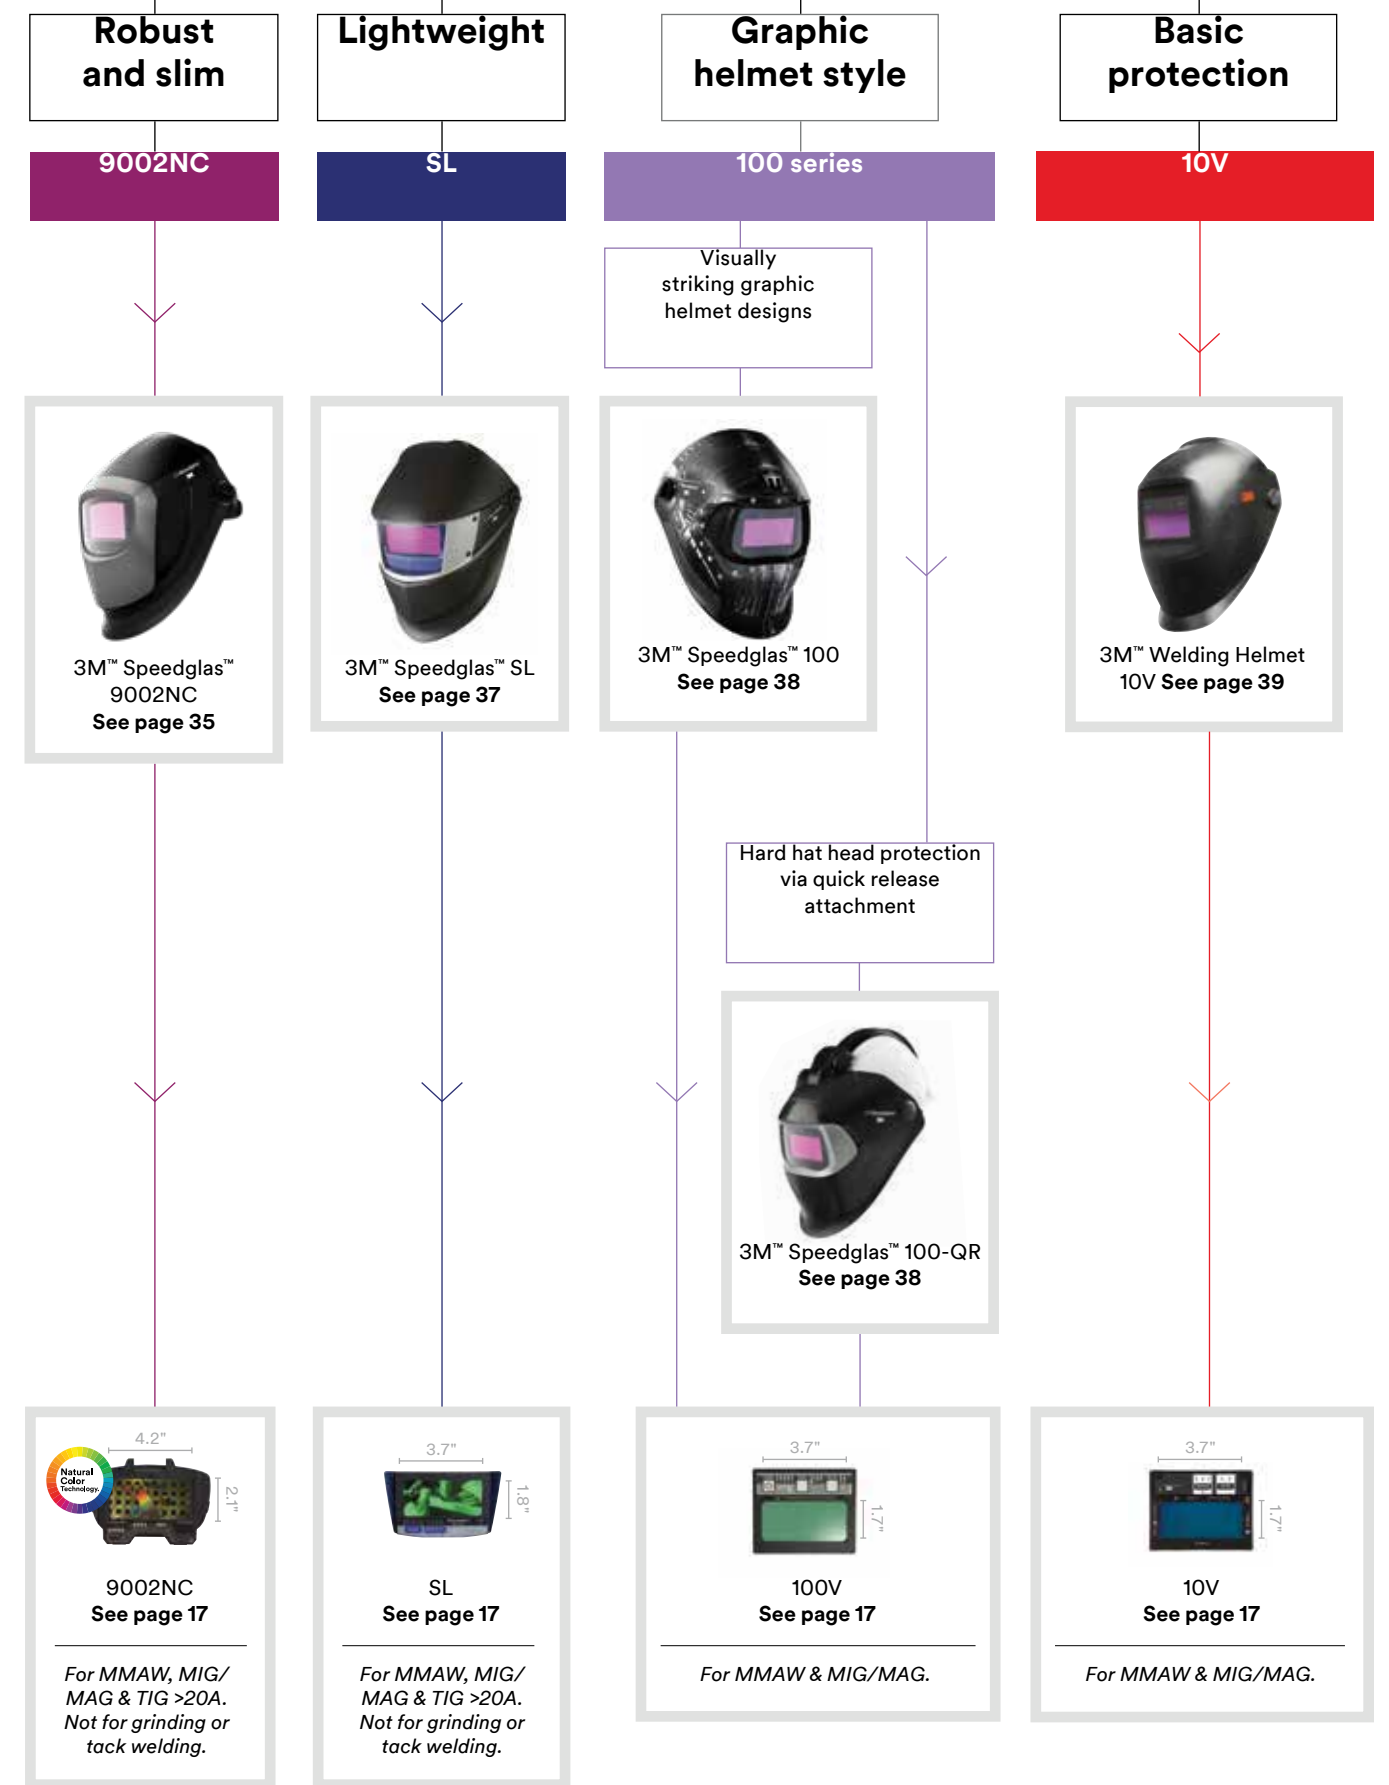 Robust
and slim
Lightweight
Graphic
helmet style
Basic
protection
9002NC
SL
100 series
10V
Visually
striking graphic
helmet designs
3M™ Speedglas™
9002NC
See page 35
3M™ Speedglas™ SL
See page 37
3M™ Speedglas™ 100
See page 38
3M™ Welding Helmet
10V See page 39
Hard hat head protection
via quick release
attachment
3M™ Speedglas™ 100-QR
See page 38
4.2"
2.1"
Natural
Color
Technology.
9002NC
See page 17
For MMAW, MIG/
MAG & TIG >20A.
Not for grinding or
tack welding.
3.7"
1.8"
SL
See page 17
For MMAW, MIG/
MAG & TIG >20A.
Not for grinding or
tack welding.
3.7"
1.7"
100V
See page 17
For MMAW & MIG/MAG.
3.7"
1.7"
10V
See page 17
For MMAW & MIG/MAG.